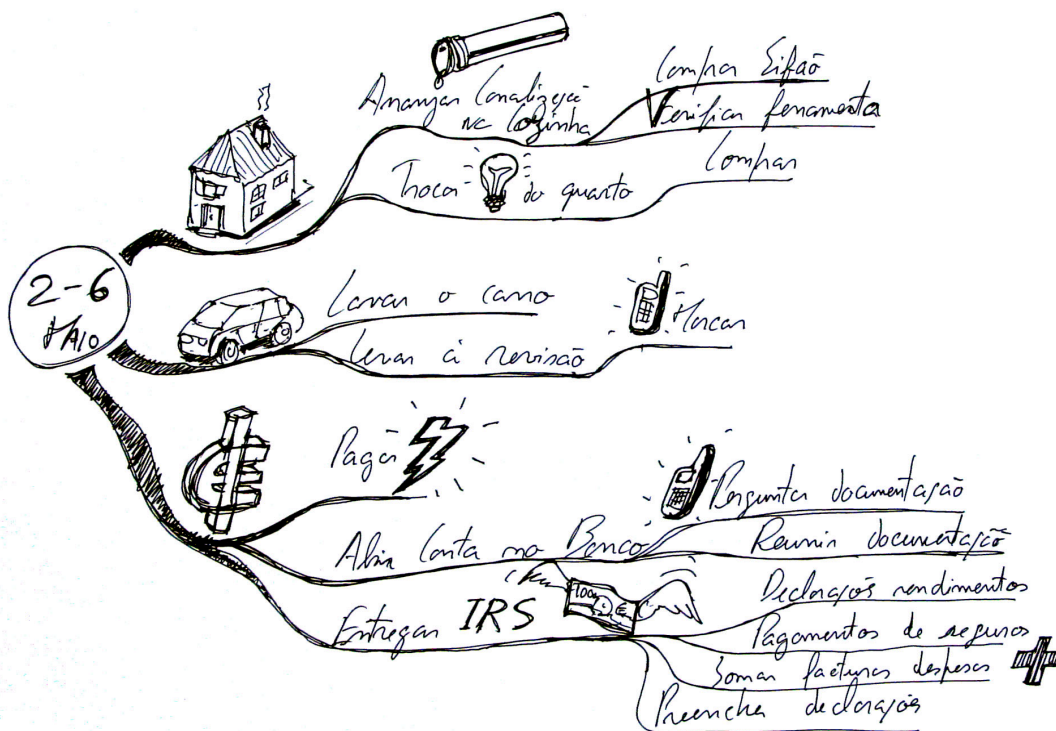 2-6
MAIO
Arranjar Canalização
na Cozinha
Comprar Sifão
Verificar ferramenta
Trocar do quarto
Comprar
Lavar o carro
Levar à revisão
Marcar
Pagar
Abrir Conta no Banco
Perguntar documentação
Reunir documentação
Entregar IRS
100
€
Declarações rendimentos
Pagamentos de seguros
Somar facturas despesas
Preencher declarações